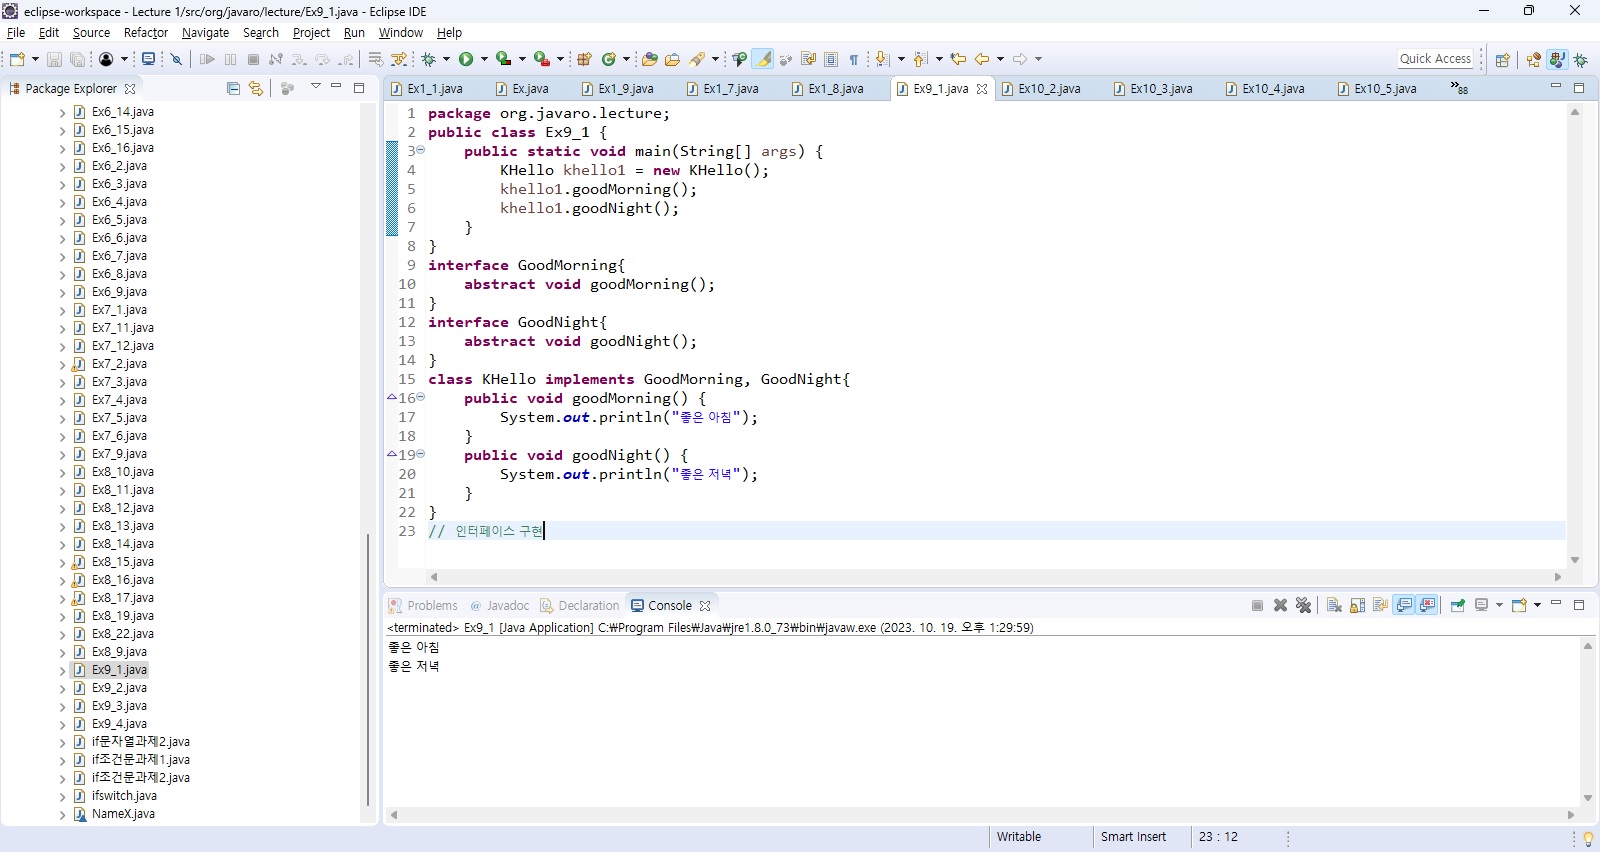 eclipse-workspace - Lecture 1/src/org/javaro/lecture/Ex9_1.java - Eclipse IDE
File Edit Source Refactor Navigate Search Project Run Window Help
Quick Access
Package Explorer
Ex6_14.java
Ex6_15.java
Ex6_16.java
Ex6_2.java
Ex6_3.java
Ex6_4.java
Ex6_5.java
Ex6_6.java
Ex6_7.java
Ex6_8.java
Ex6_9.java
Ex7_1.java
Ex7_11.java
Ex7_12.java
Ex7_2.java
Ex7_3.java
Ex7_4.java
Ex7_5.java
Ex7_6.java
Ex7_9.java
Ex8_10.java
Ex8_11.java
Ex8_12.java
Ex8_13.java
Ex8_14.java
Ex8_15.java
Ex8_16.java
Ex8_17.java
Ex8_19.java
Ex8_22.java
Ex8_9.java
Ex9_1.java
Ex9_2.java
Ex9_3.java
Ex9_4.java
if문자열과제2.java
if조건문과제1.java
if조건문과제2.java
ifswitch.java
NameX.java
Ex1_1.java Ex.java Ex1_9.java Ex1_7.java Ex1_8.java Ex9_1.java Ex10_2.java Ex10_3.java Ex10_4.java Ex10_5.java »88
1 package org.javaro.lecture;
2 public class Ex9_1 {
3 public static void main(String[] args) {
4 KHello khello1 = new KHello();
5 khello1.goodMorning();
6 khello1.goodNight();
7 }
8 }
9 interface GoodMorning{
10 abstract void goodMorning();
11 }
12 interface GoodNight{
13 abstract void goodNight();
14 }
15 class KHello implements GoodMorning, GoodNight{
16 public void goodMorning() {
17 System.out.println("좋은 아침");
18 }
19 public void goodNight() {
20 System.out.println("좋은 저녁");
21 }
22 }
23 // 인터페이스 구현
Problems @ Javadoc Declaration Console
<terminated> Ex9_1 [Java Application] C:₩Program Files₩Java₩jre1.8.0_73₩bin₩javaw.exe (2023. 10. 19. 오후 1:29:59)
좋은 아침
좋은 저녁
Writable Smart Insert 23 : 12